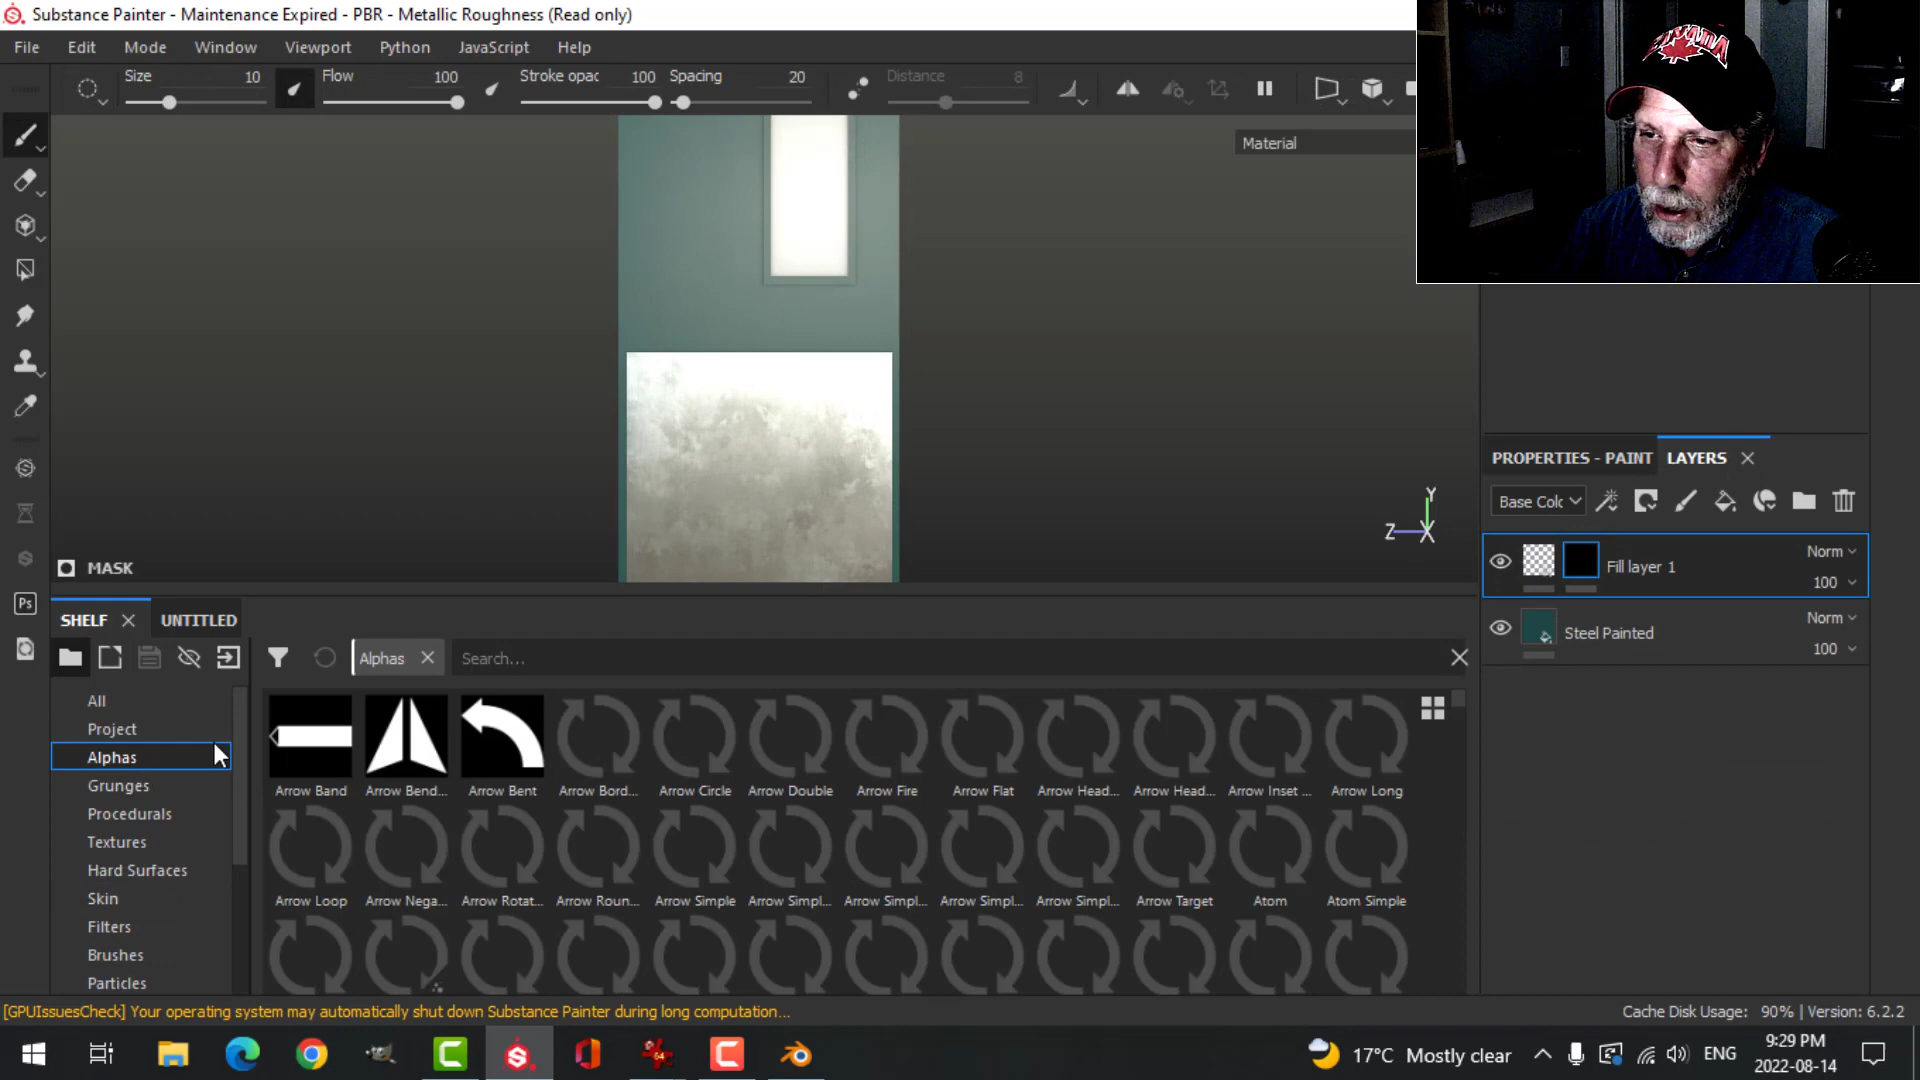 Substance Painter - Maintenance Expired - PBR - Metallic Roughness (Read only)
File Edit Mode Window Viewport Python JavaScript Help
Size 10 Flow 100 Stroke opac 100 Spacing 20 Distance 8
Material
Y
Z X
MASK
PROPERTIES - PAINT LAYERS
Base Colc
Fill layer 1 Norm 100
Steel Painted Norm 100
SHELF UNTITLED
Alphas Search...
All
Project
Alphas
Grunges
Procedurals
Textures
Hard Surfaces
Skin
Filters
Brushes
Particles
Arrow Band Arrow Bend... Arrow Bent Arrow Bord... Arrow Circle Arrow Double Arrow Fire Arrow Flat Arrow Head... Arrow Head... Arrow Inset ... Arrow Long
Arrow Loop Arrow Nega... Arrow Rotat... Arrow Roun... Arrow Simple Arrow Simpl... Arrow Simpl... Arrow Simpl... Arrow Simpl... Arrow Target Atom Atom Simple
[GPUIssuesCheck] Your operating system may automatically shut down Substance Painter during long computation...
Cache Disk Usage: 90% | Version: 6.2.2
Ps
64
17°C Mostly clear ENG 9:29 PM
2022-08-14